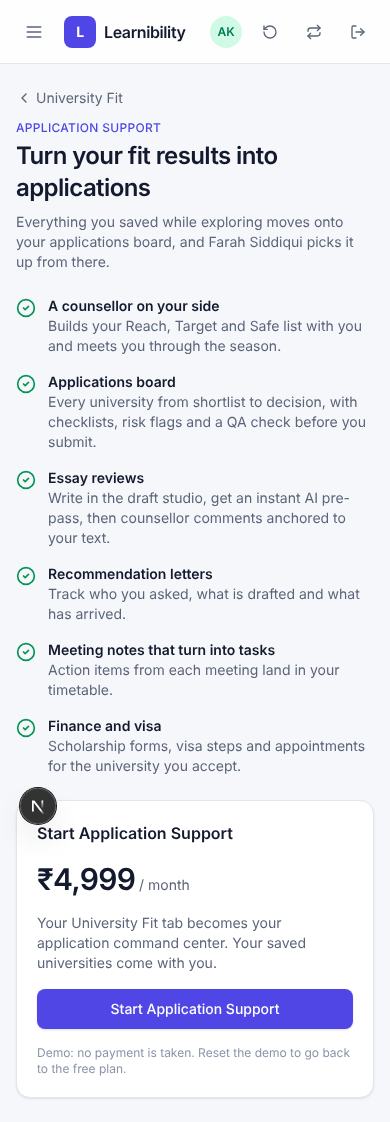 L Learnibility AK
University Fit
APPLICATION SUPPORT
Turn your fit results into
applications
Everything you saved while exploring moves onto
your applications board, and Farah Siddiqui picks it
up from there.
A counsellor on your side
Builds your Reach, Target and Safe list with you
and meets you through the season.
Applications board
Every university from shortlist to decision, with
checklists, risk flags and a QA check before you
submit.
Essay reviews
Write in the draft studio, get an instant AI pre-
pass, then counsellor comments anchored to
your text.
Recommendation letters
Track who you asked, what is drafted and what
has arrived.
Meeting notes that turn into tasks
Action items from each meeting land in your
timetable.
Finance and visa
Scholarship forms, visa steps and appointments
for the university you accept.
N
Start Application Support
₹4,999 / month
Your University Fit tab becomes your
application command center. Your saved
universities come with you.
Start Application Support
Demo: no payment is taken. Reset the demo to go back
to the free plan.